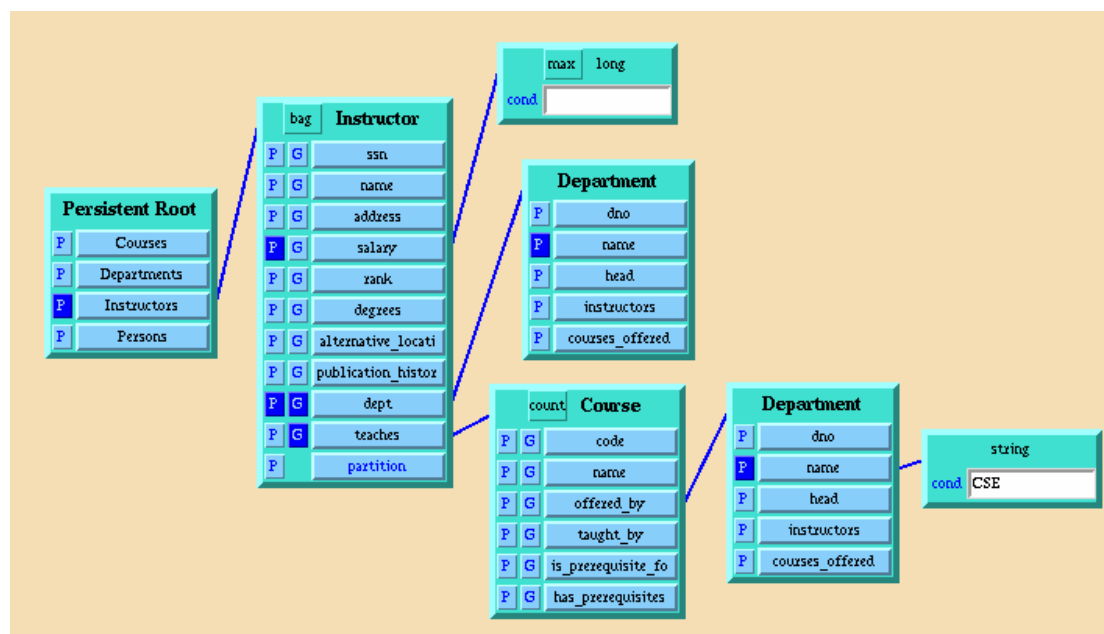 Persistent Root
P Courses
P Departments
P Instructors
P Persons
bag Instructor
P G ssn
P G name
P G address
P G salary
P G rank
P G degrees
P G alternative_locati
P G publication_histor
P G dept
P G teaches
P partition
max long
cond
Department
P dno
P name
P head
P instructors
P courses_offered
count Course
P G code
P G name
P G offered_by
P G taught_by
P G is_prerequisite_fo
P G has_prerequisites
Department
P dno
P name
P head
P instructors
P courses_offered
string
cond CSE